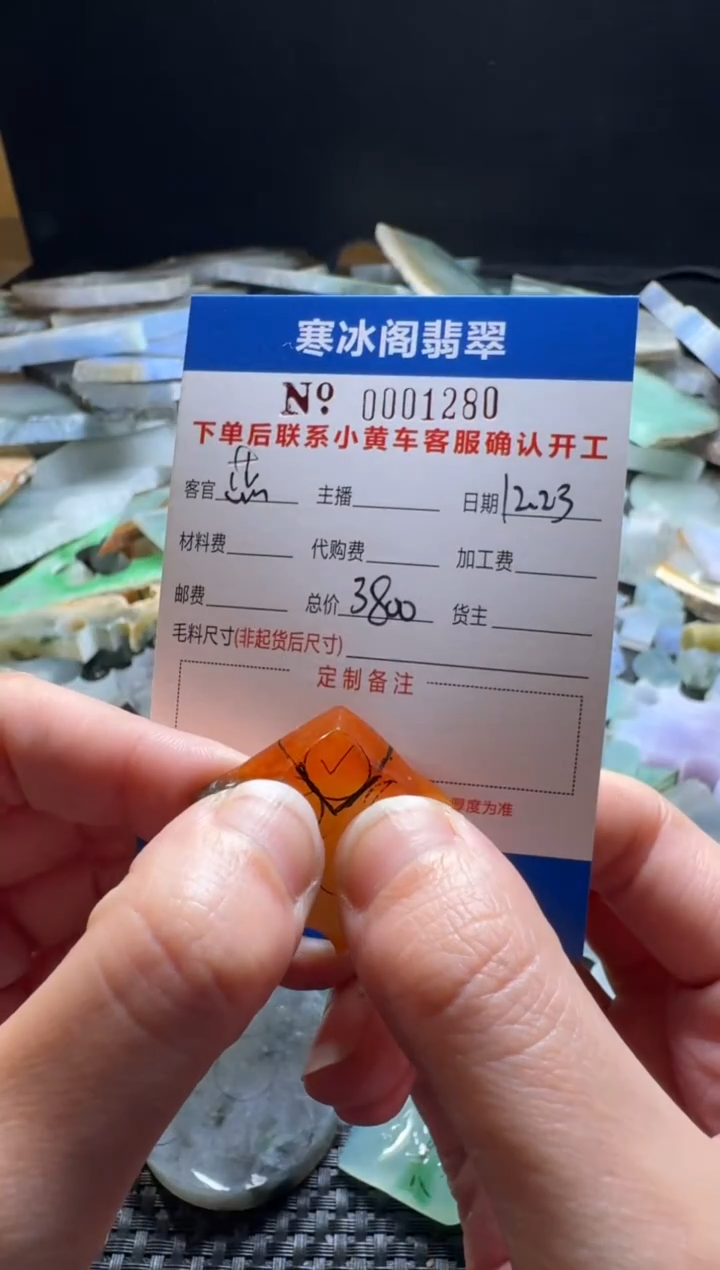 寒冰阁翡翠
Nº 0001280
下单后联系小黄车客服确认开工
客官 主播 日期 12.23
材料费 代购费 加工费
邮费 总价 3800 货主
毛料尺寸(非起货后尺寸)
定制备注
厚度为准